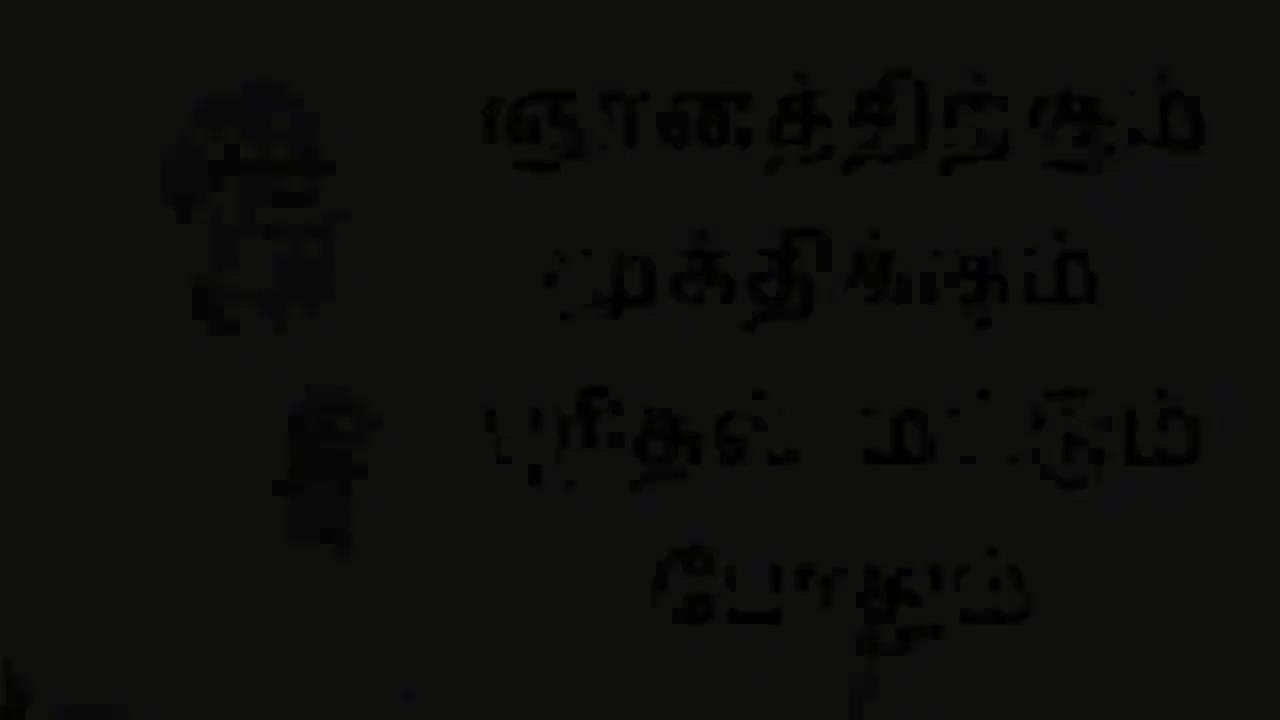 ஞானத்திற்கும்
முக்திக்கும்
புரிதல் மட்டும்
போதும்